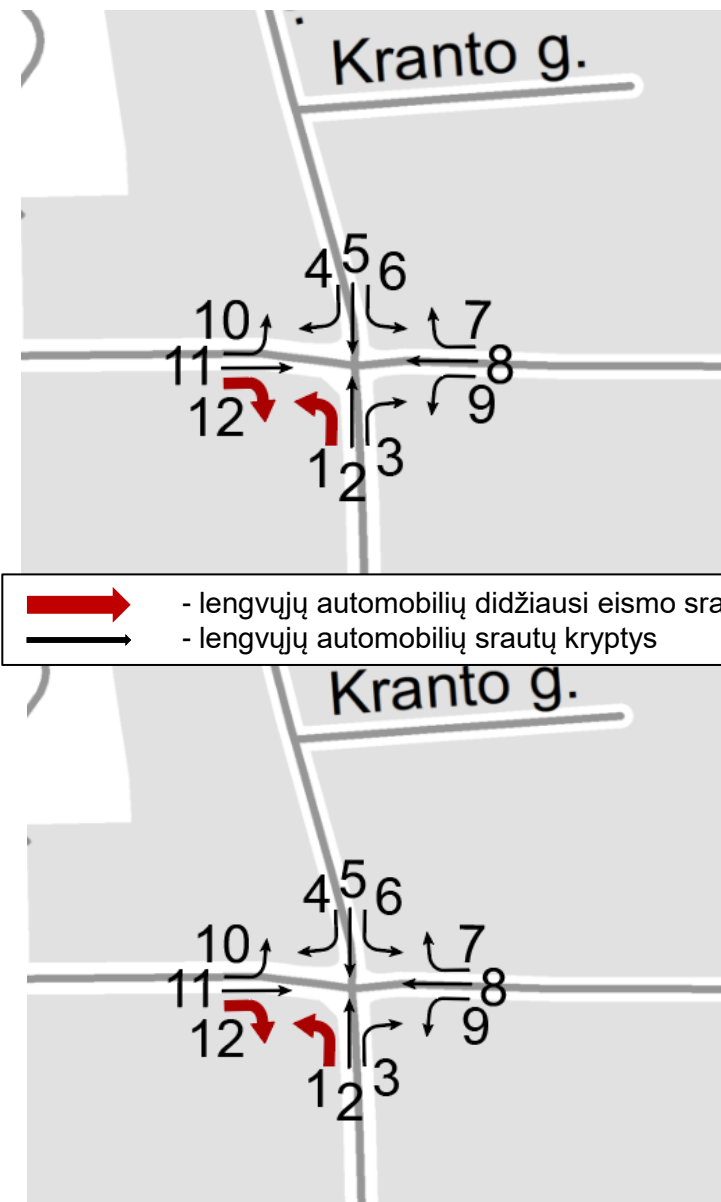 Kranto g.
4 5 6
10 7
11 8
12 9
1 2 3
- lengvųjų automobilių didžiausi eismo
- lengvųjų automobilių srautų kryptys
Kranto g.
4 5 6
10 7
11 8
12 9
1 2 3